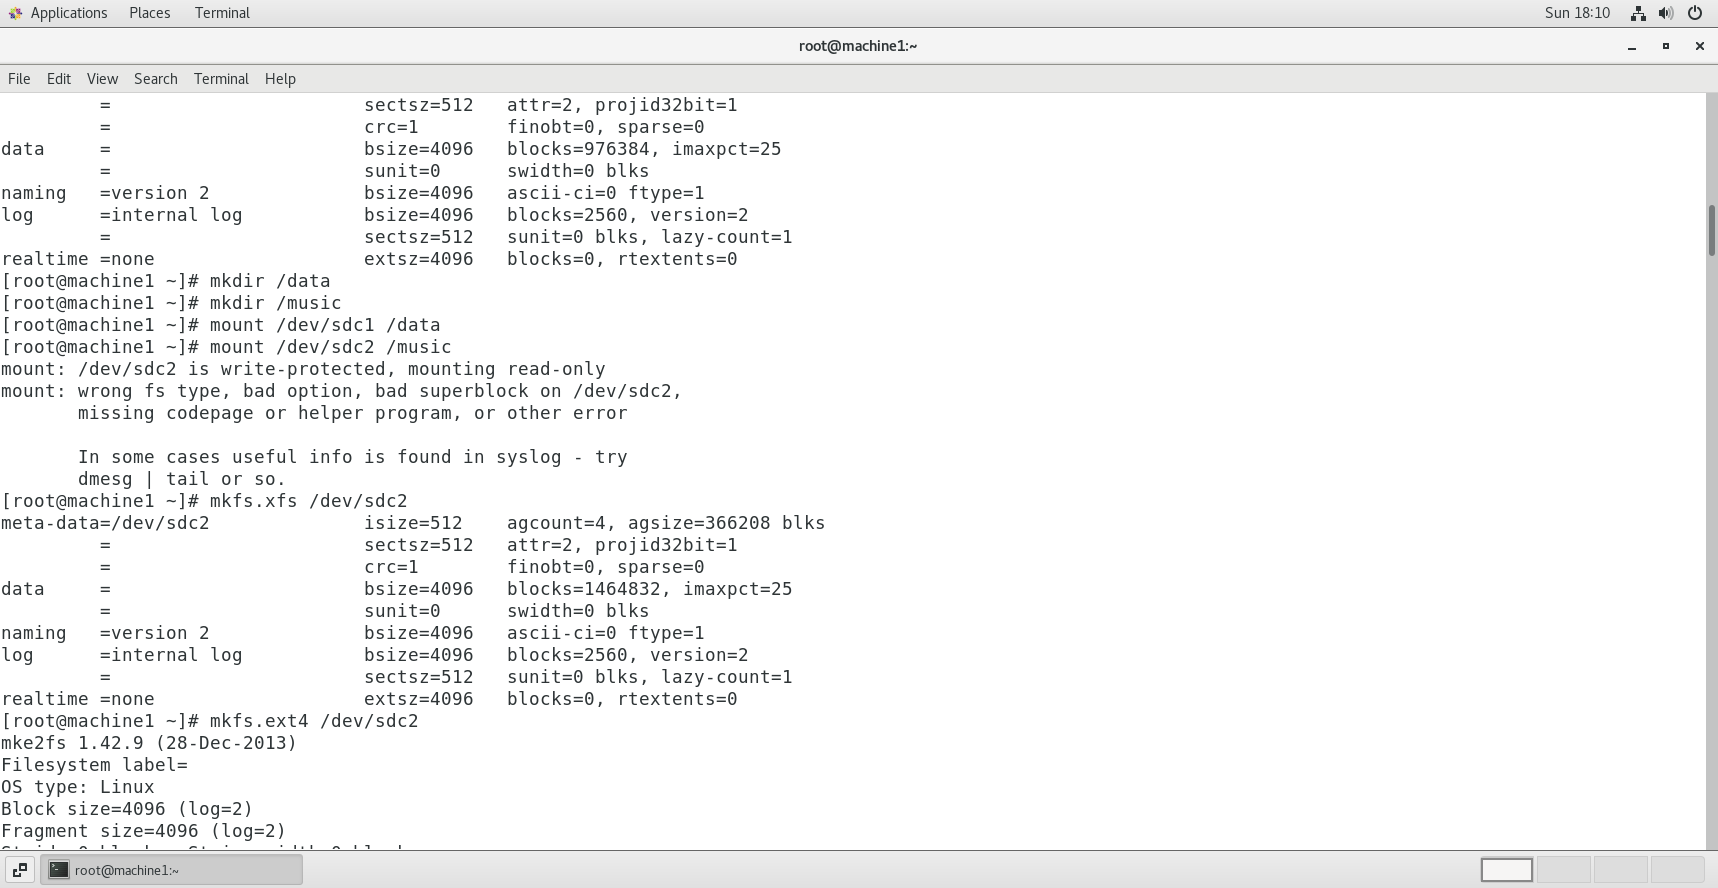 Applications Places Terminal Sun 18:10
root@machine1:~
File Edit View Search Terminal Help
         =                       sectsz=512   attr=2, projid32bit=1
         =                       crc=1        finobt=0, sparse=0
data     =                       bsize=4096   blocks=976384, imaxpct=25
         =                       sunit=0      swidth=0 blks
naming   =version 2              bsize=4096   ascii-ci=0 ftype=1
log      =internal log           bsize=4096   blocks=2560, version=2
         =                       sectsz=512   sunit=0 blks, lazy-count=1
realtime =none                   extsz=4096   blocks=0, rtextents=0
[root@machine1 ~]# mkdir /data
[root@machine1 ~]# mkdir /music
[root@machine1 ~]# mount /dev/sdc1 /data
[root@machine1 ~]# mount /dev/sdc2 /music
mount: /dev/sdc2 is write-protected, mounting read-only
mount: wrong fs type, bad option, bad superblock on /dev/sdc2,
       missing codepage or helper program, or other error
       In some cases useful info is found in syslog - try
       dmesg | tail or so.
[root@machine1 ~]# mkfs.xfs /dev/sdc2
meta-data=/dev/sdc2              isize=512    agcount=4, agsize=366208 blks
         =                       sectsz=512   attr=2, projid32bit=1
         =                       crc=1        finobt=0, sparse=0
data     =                       bsize=4096   blocks=1464832, imaxpct=25
         =                       sunit=0      swidth=0 blks
naming   =version 2              bsize=4096   ascii-ci=0 ftype=1
log      =internal log           bsize=4096   blocks=2560, version=2
         =                       sectsz=512   sunit=0 blks, lazy-count=1
realtime =none                   extsz=4096   blocks=0, rtextents=0
[root@machine1 ~]# mkfs.ext4 /dev/sdc2
mke2fs 1.42.9 (28-Dec-2013)
Filesystem label=
OS type: Linux
Block size=4096 (log=2)
Fragment size=4096 (log=2)
root@machine1:~